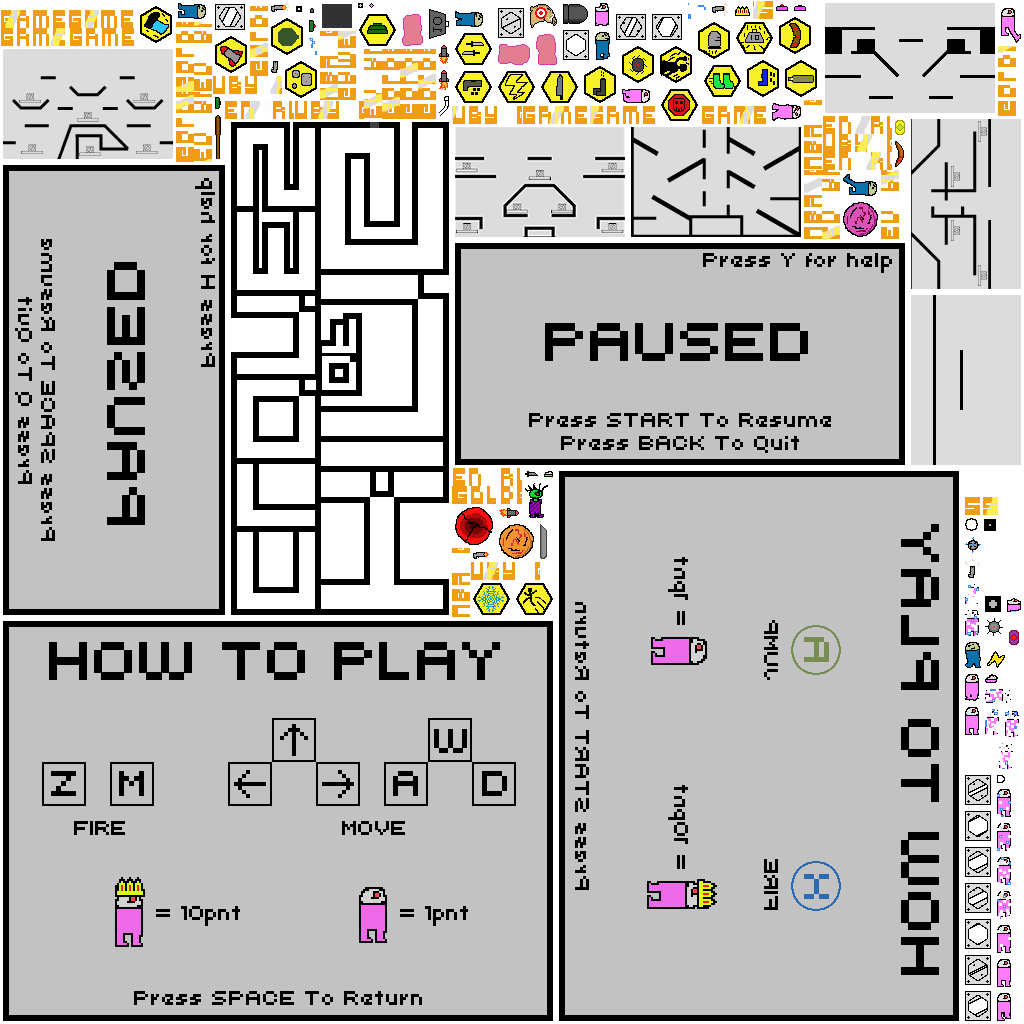 GAMEGAME
UBY
GAMEGAME
GAME
Press H for help
PAUSED
Press SPACE To Resume
Press Q To Quit
Press Y for help
PAUSED
Press START To Resume
Press BACK To Quit
HOW TO PLAY
W
Z M A D
FIRE MOVE
= 10pnt = 1pnt
Press SPACE To Return
HOW TO PLAY
X A
FIRE JUMP
= 10pnt = 1pnt
Press START To Return